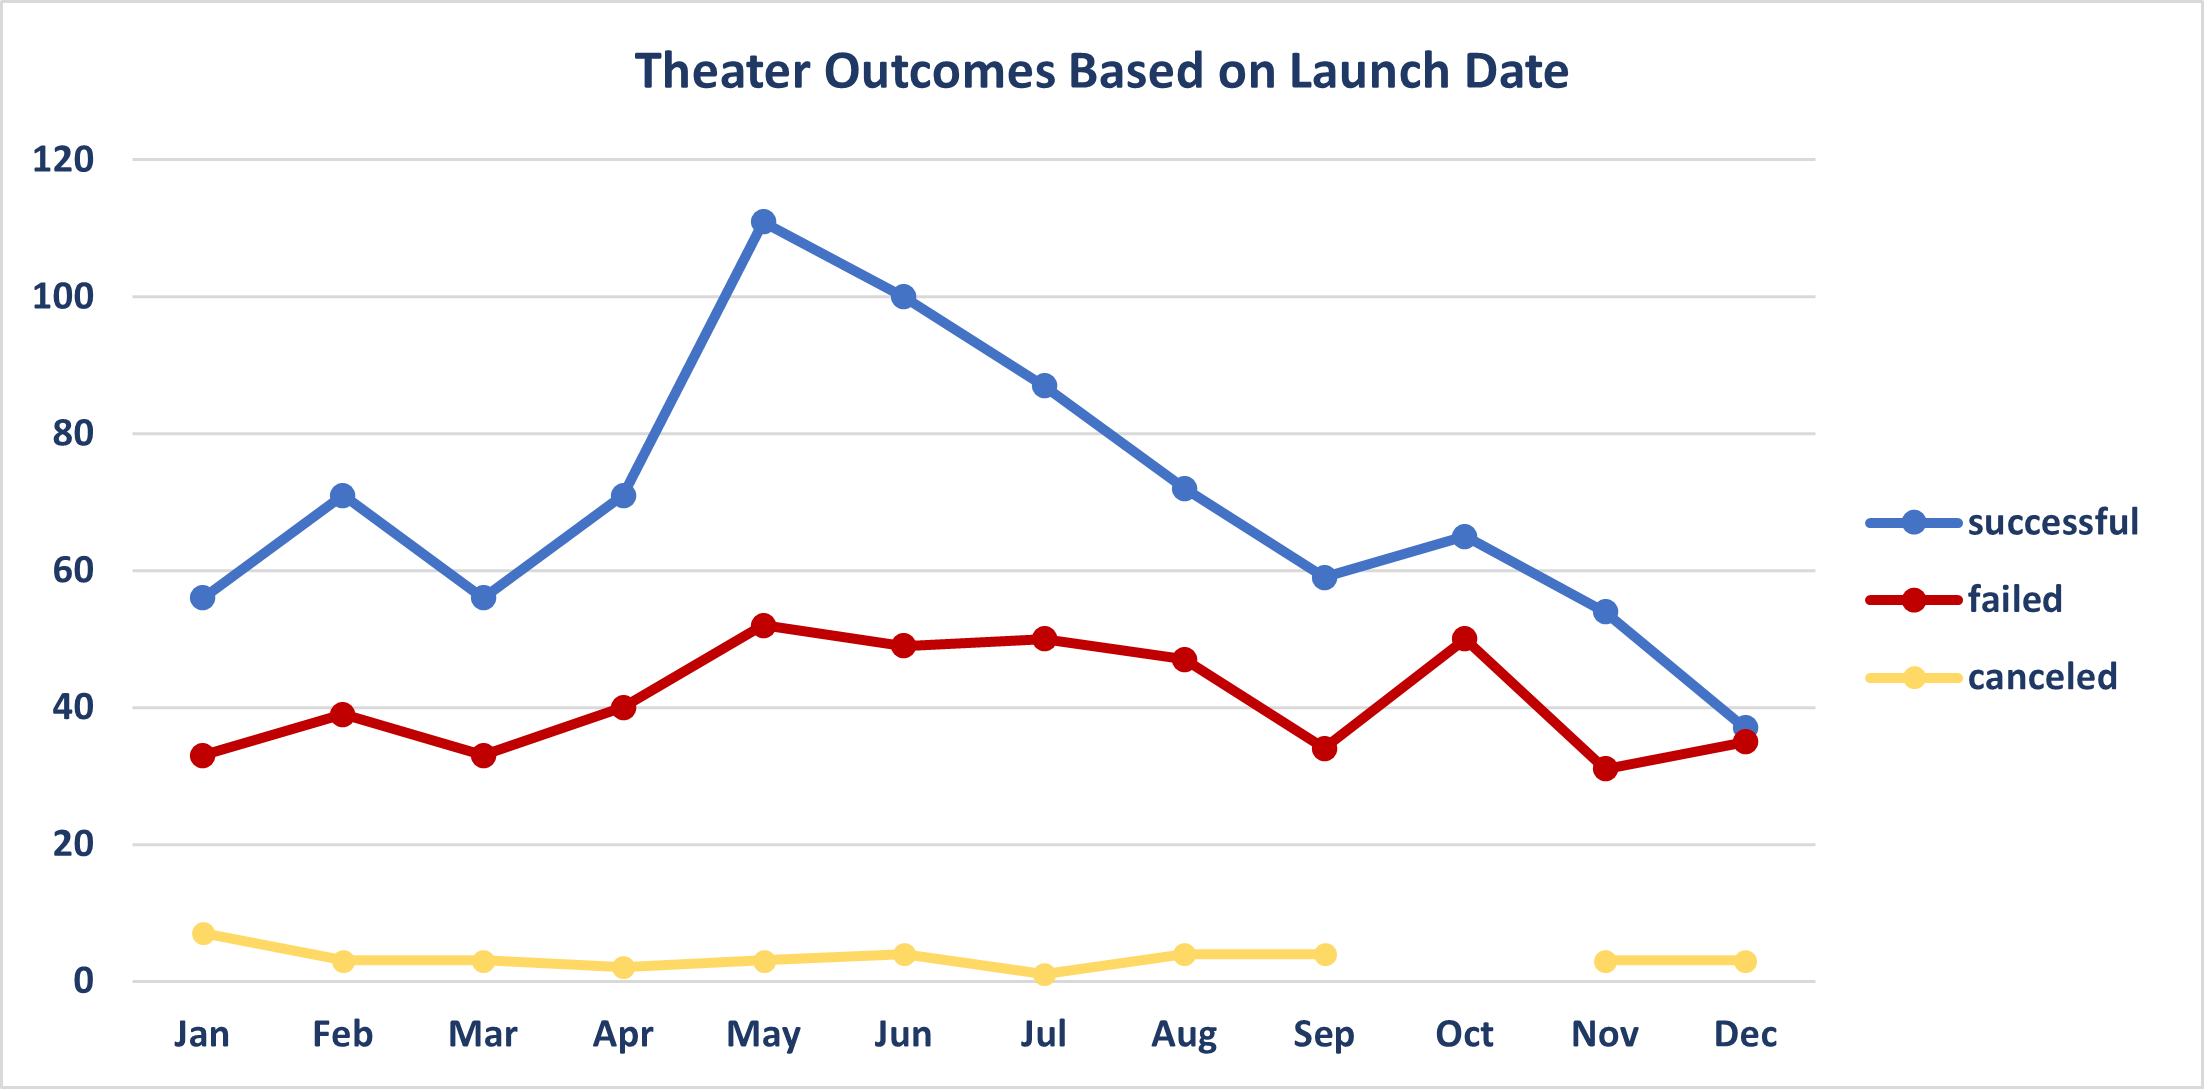 Theater Outcomes Based on Launch Date
120
100
80
60
40
20
0
Jan Feb Mar Apr May Jun Jul Aug Sep Oct Nov Dec
successful
failed
canceled